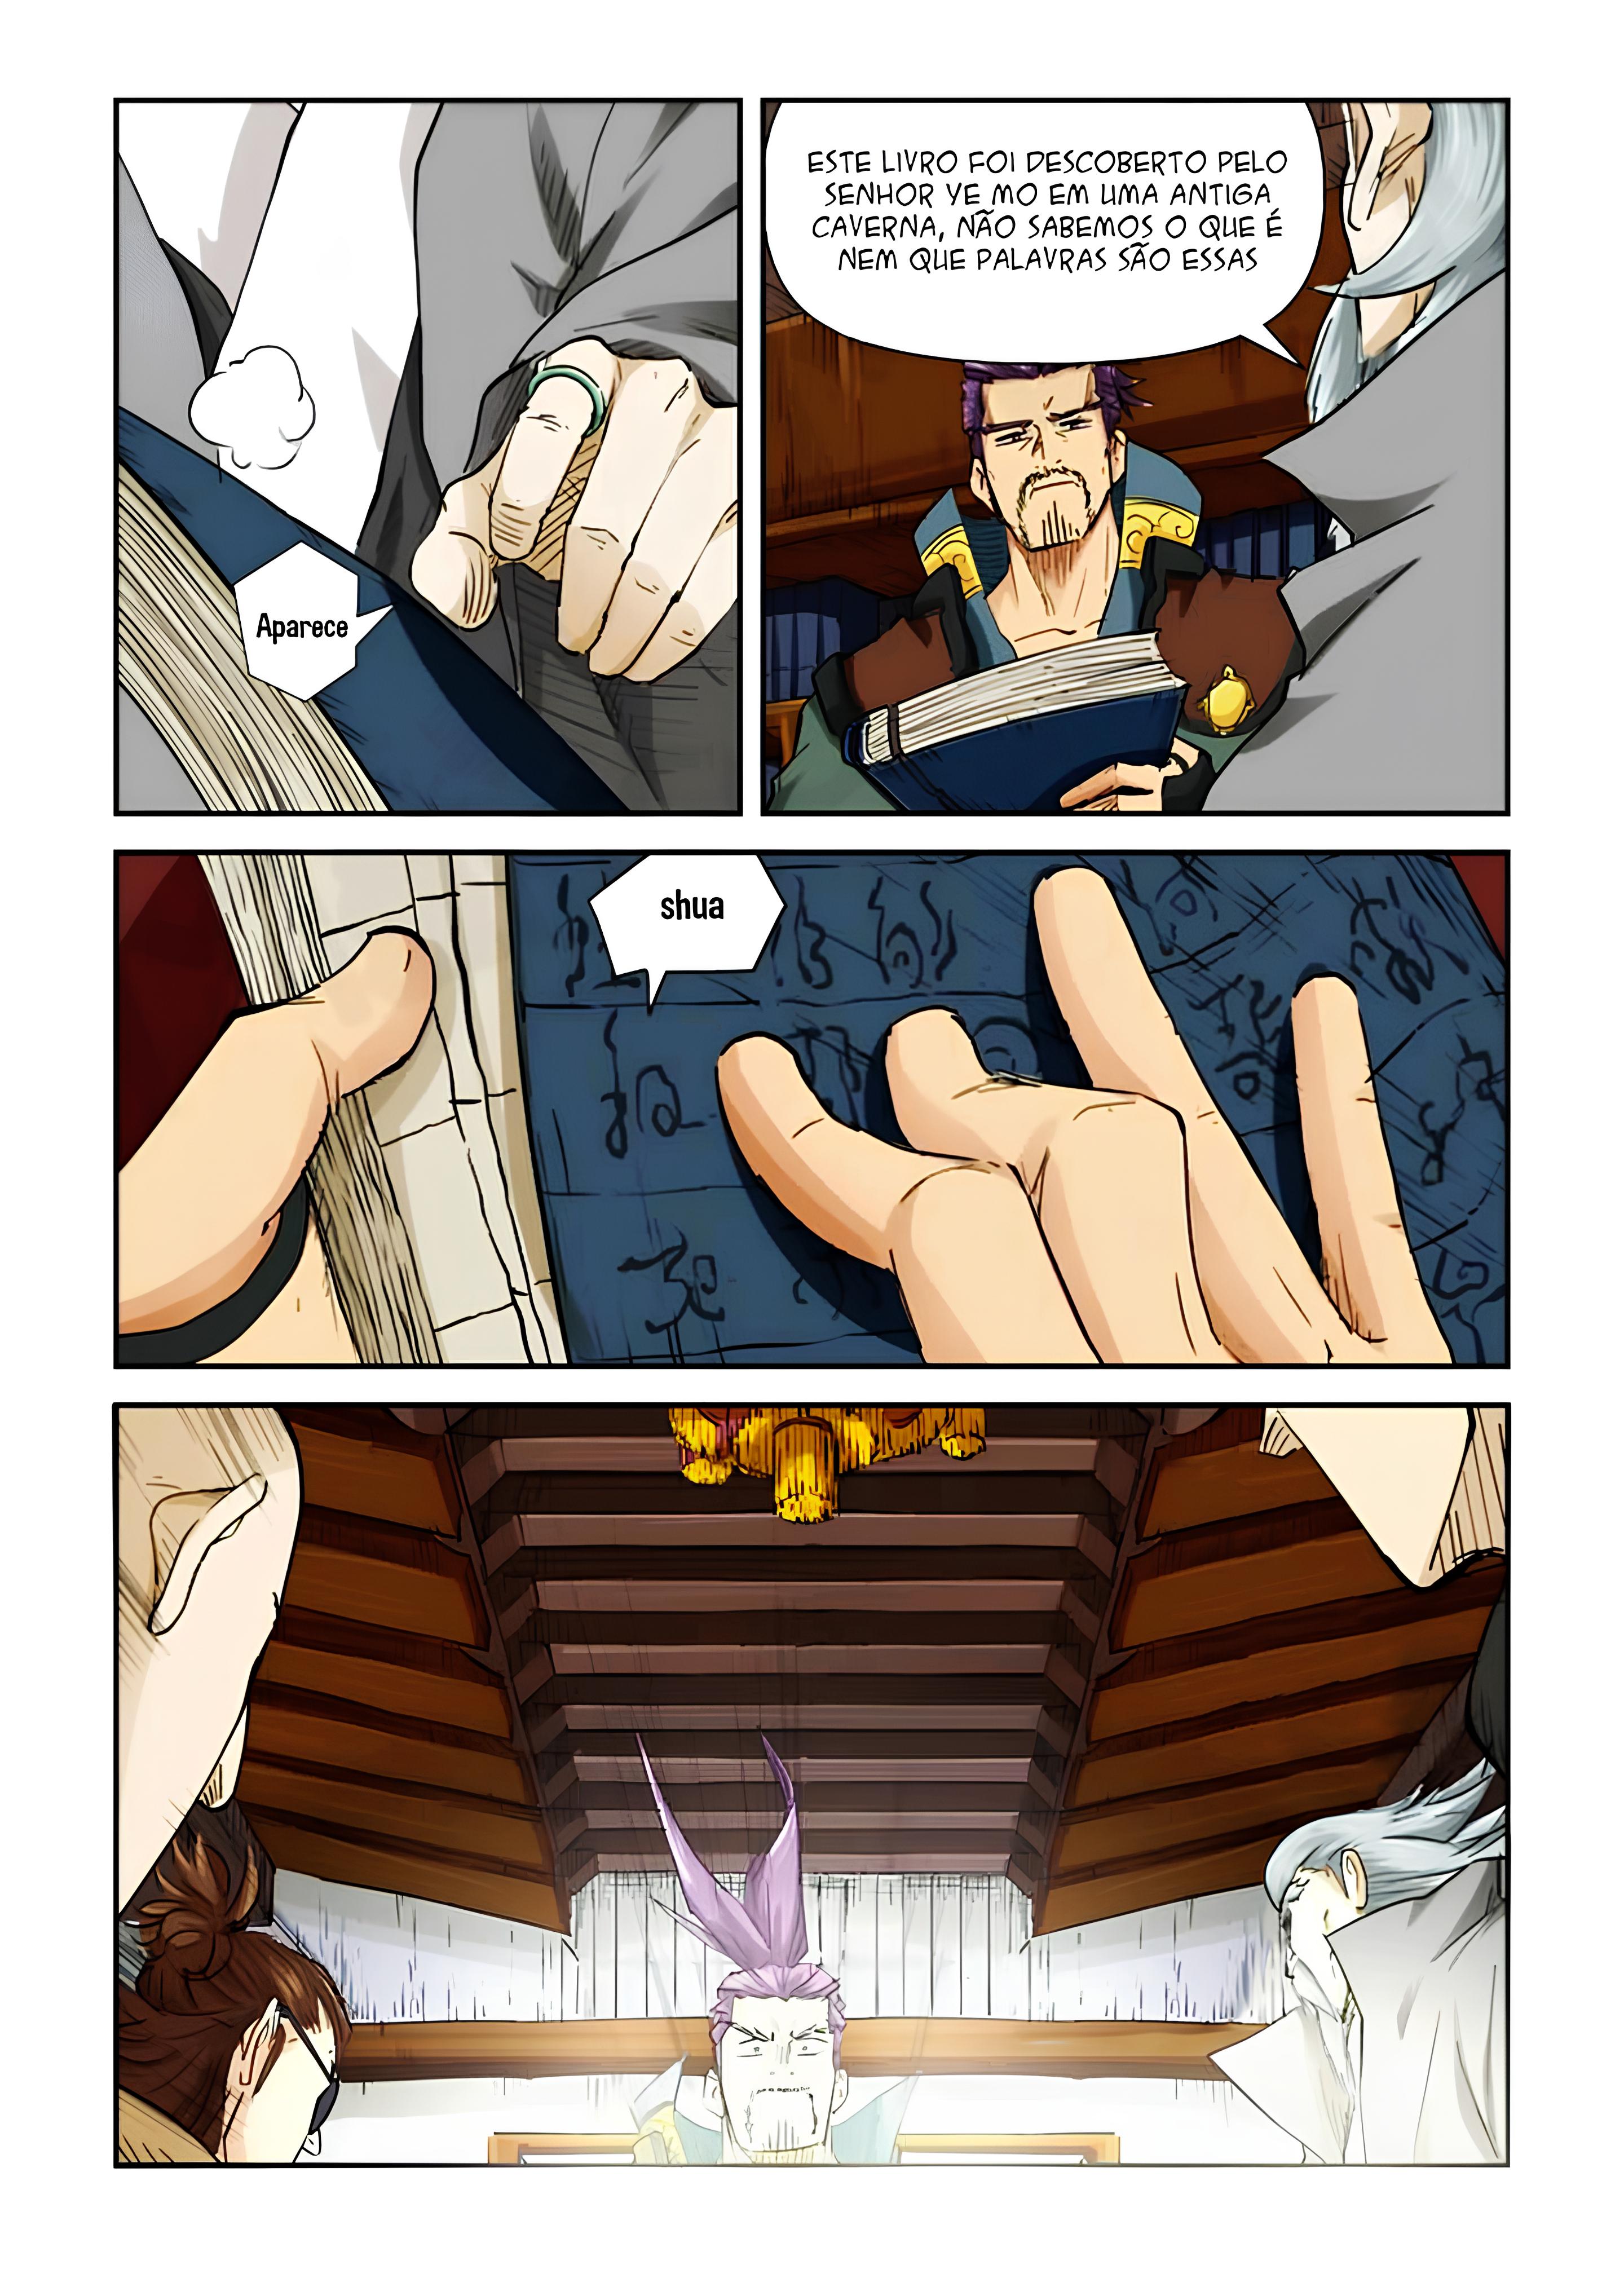 Aparece
ESTE LIVRO FOI DESCOBERTO PELO
SENHOR YE MO EM UMA ANTIGA
CAVERNA, NÃO SABEMOS O QUE É
NEM QUE PALAVRAS SÃO ESSAS
shua